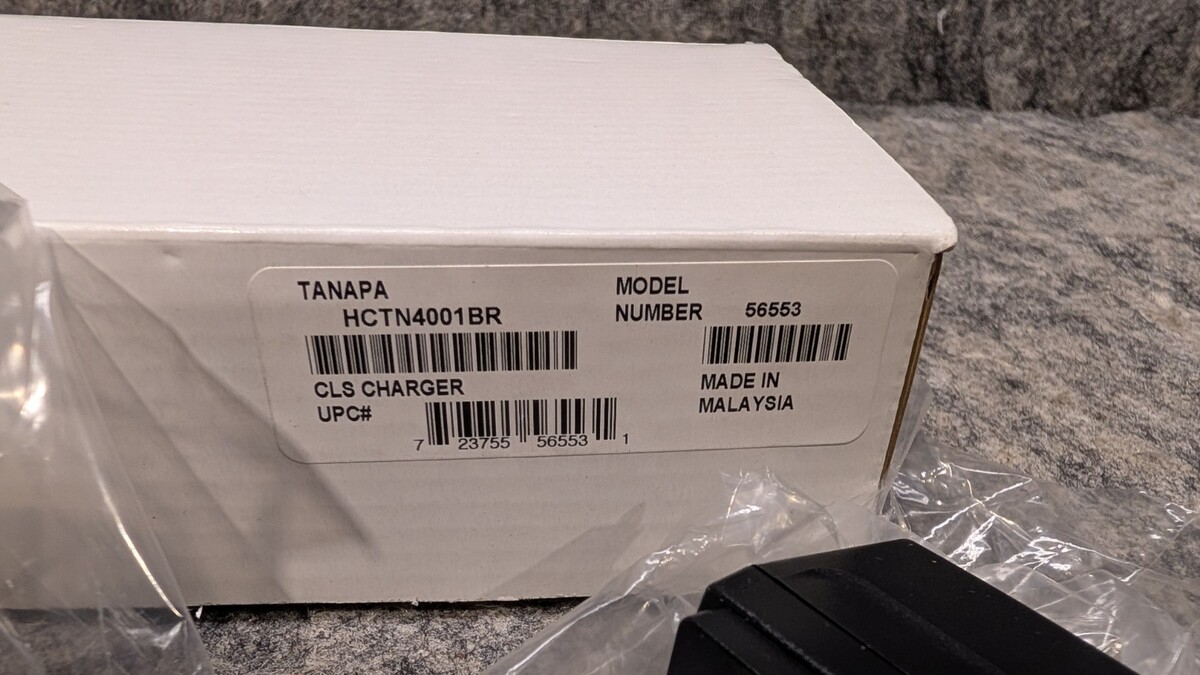 TANAPA
HCTN4001BR
MODEL
NUMBER 56553
CLS CHARGER
UPC#
7 23755 56553 1
MADE IN
MALAYSIA